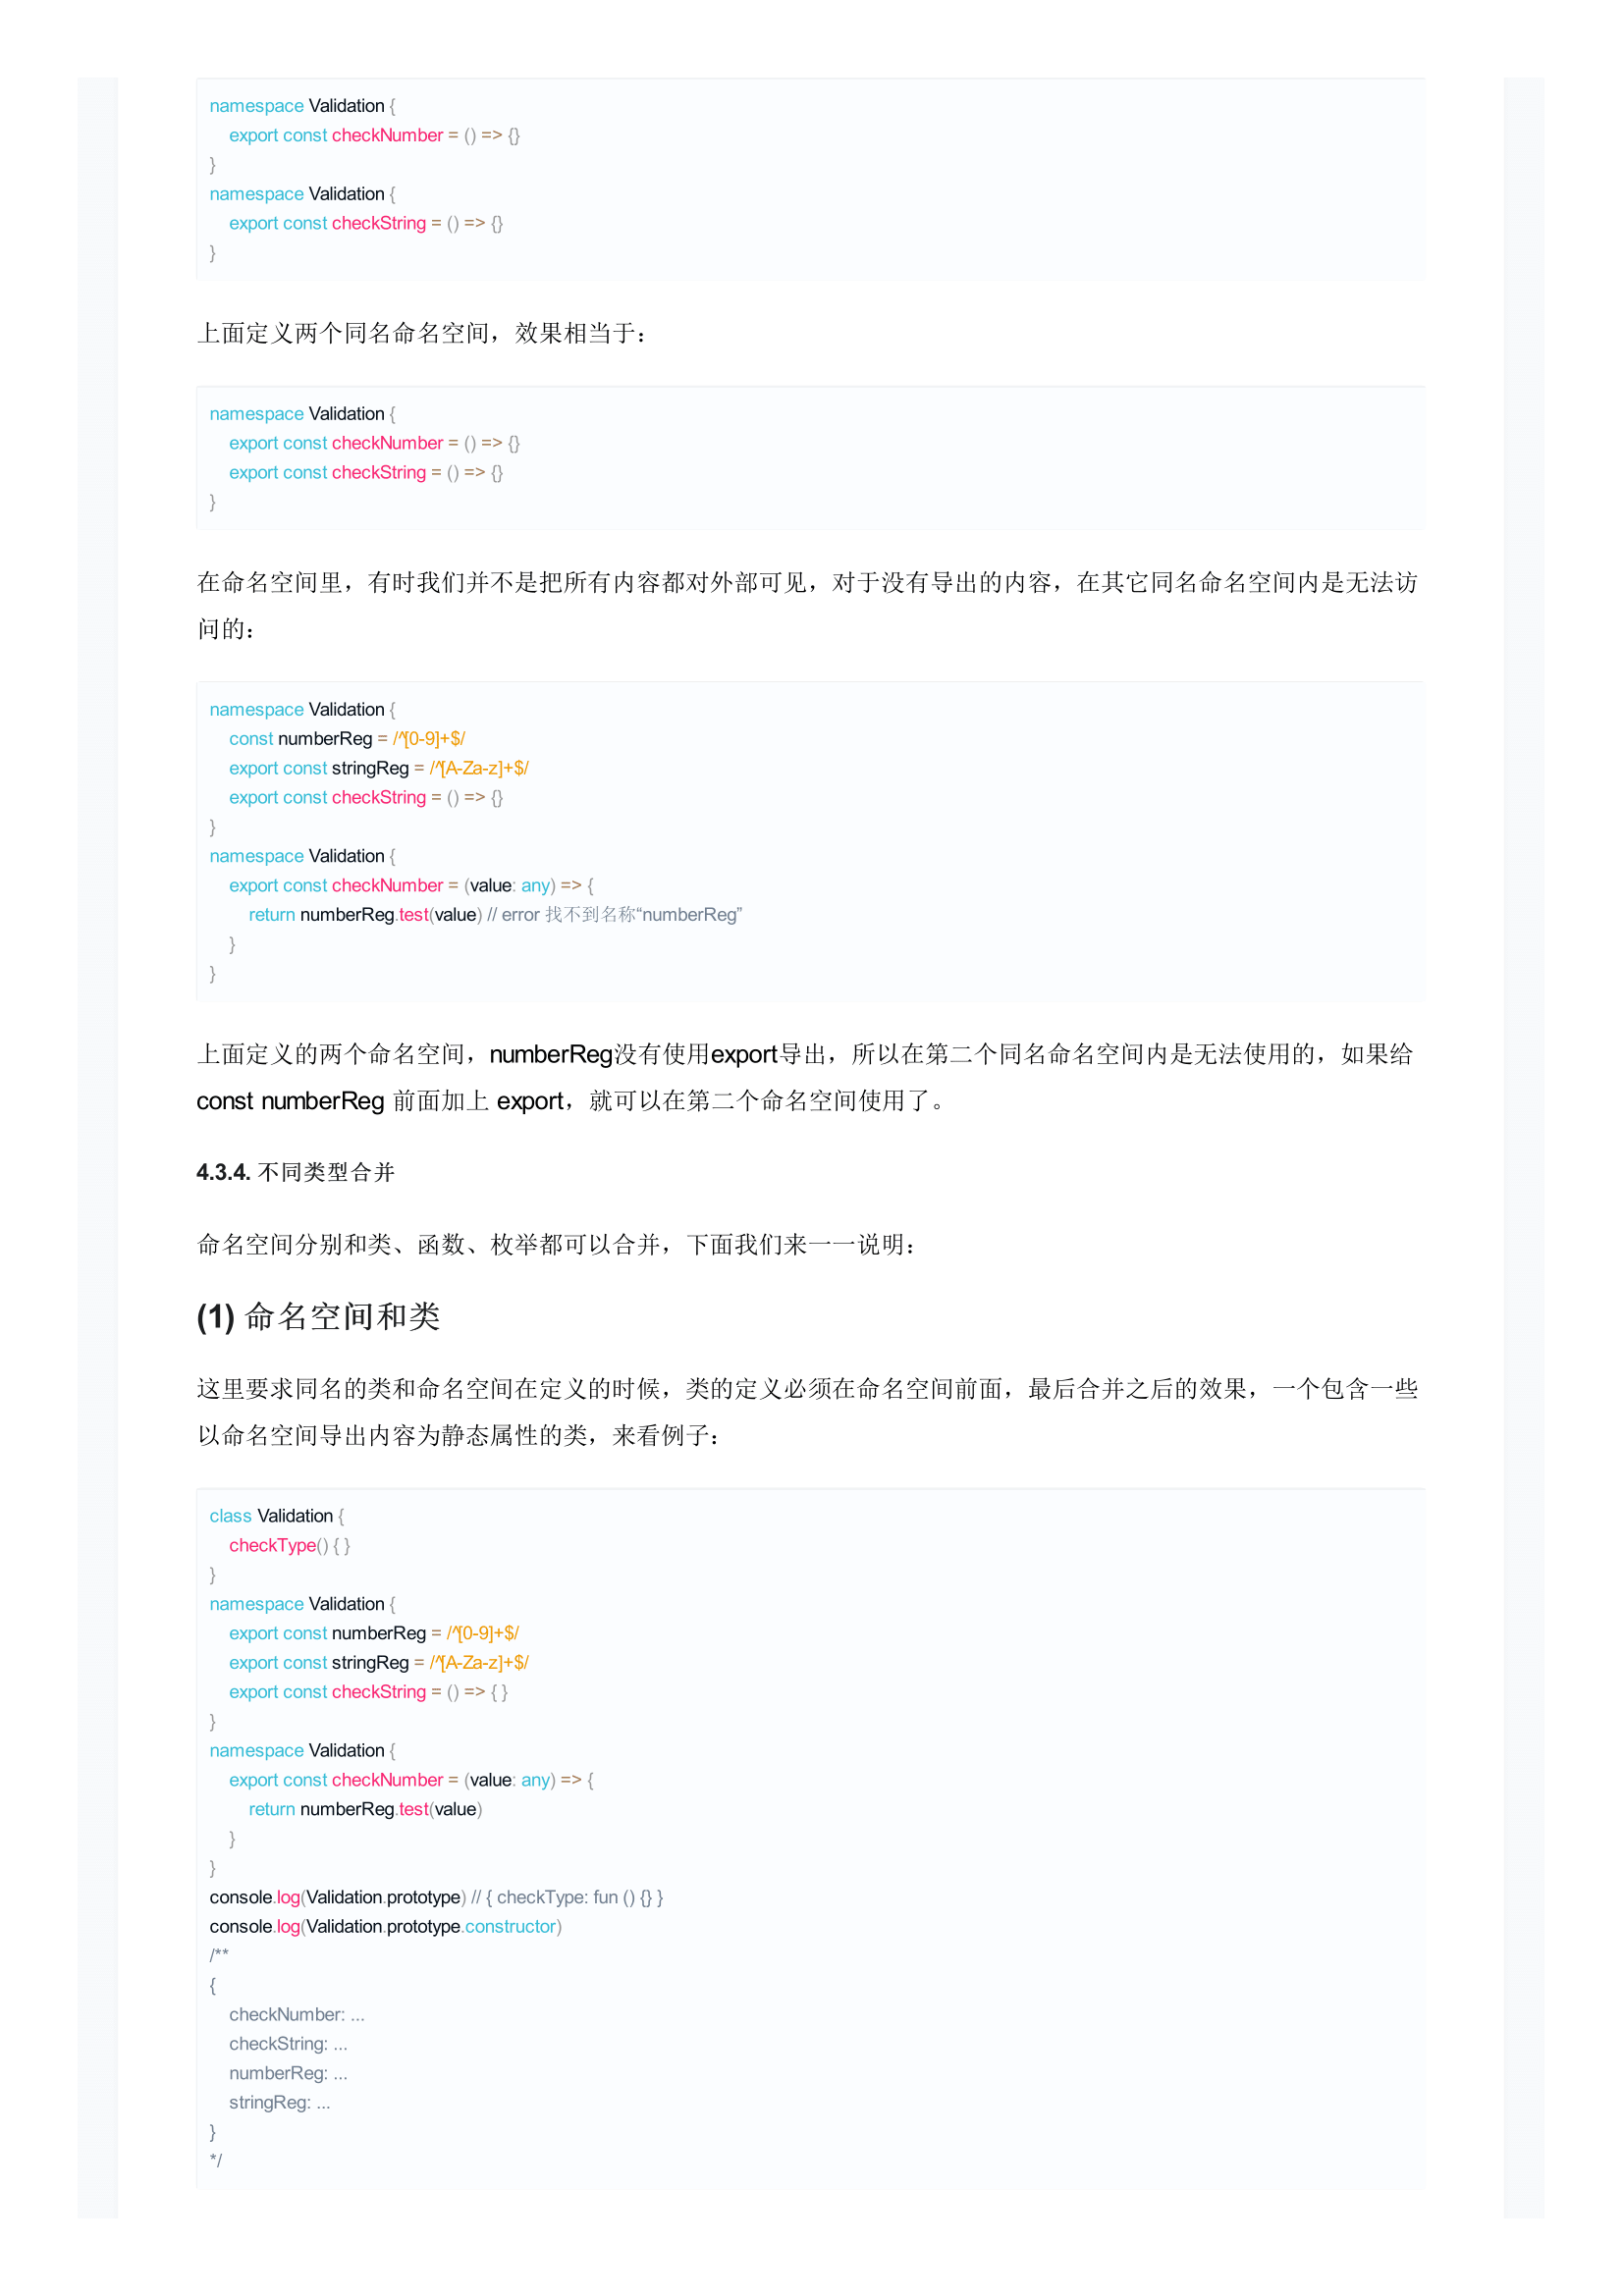 namespace Validation {
    export const checkNumber = () => {}
}
namespace Validation {
    export const checkString = () => {}
}
上面定义两个同名命名空间，效果相当于：
namespace Validation {
    export const checkNumber = () => {}
    export const checkString = () => {}
}
在命名空间里，有时我们并不是把所有内容都对外部可见，对于没有导出的内容，在其它同名命名空间内是无法访
问的：
namespace Validation {
    const numberReg = /^[0-9]+$/
    export const stringReg = /^[A-Za-z]+$/
    export const checkString = () => {}
}
namespace Validation {
    export const checkNumber = (value: any) => {
        return numberReg.test(value) // error 找不到名称“numberReg”
    }
}
上面定义的两个命名空间，numberReg没有使用export导出，所以在第二个同名命名空间内是无法使用的，如果给
const numberReg 前面加上 export，就可以在第二个命名空间使用了。
4.3.4. 不同类型合并
命名空间分别和类、函数、枚举都可以合并，下面我们来一一说明：
(1) 命名空间和类
这里要求同名的类和命名空间在定义的时候，类的定义必须在命名空间前面，最后合并之后的效果，一个包含一些
以命名空间导出内容为静态属性的类，来看例子：
class Validation {
    checkType() { }
}
namespace Validation {
    export const numberReg = /^[0-9]+$/
    export const stringReg = /^[A-Za-z]+$/
    export const checkString = () => { }
}
namespace Validation {
    export const checkNumber = (value: any) => {
        return numberReg.test(value)
    }
}
console.log(Validation.prototype) // { checkType: fun () {} }
console.log(Validation.prototype.constructor)
/**
{
    checkNumber: ...
    checkString: ...
    numberReg: ...
    stringReg: ...
}
*/